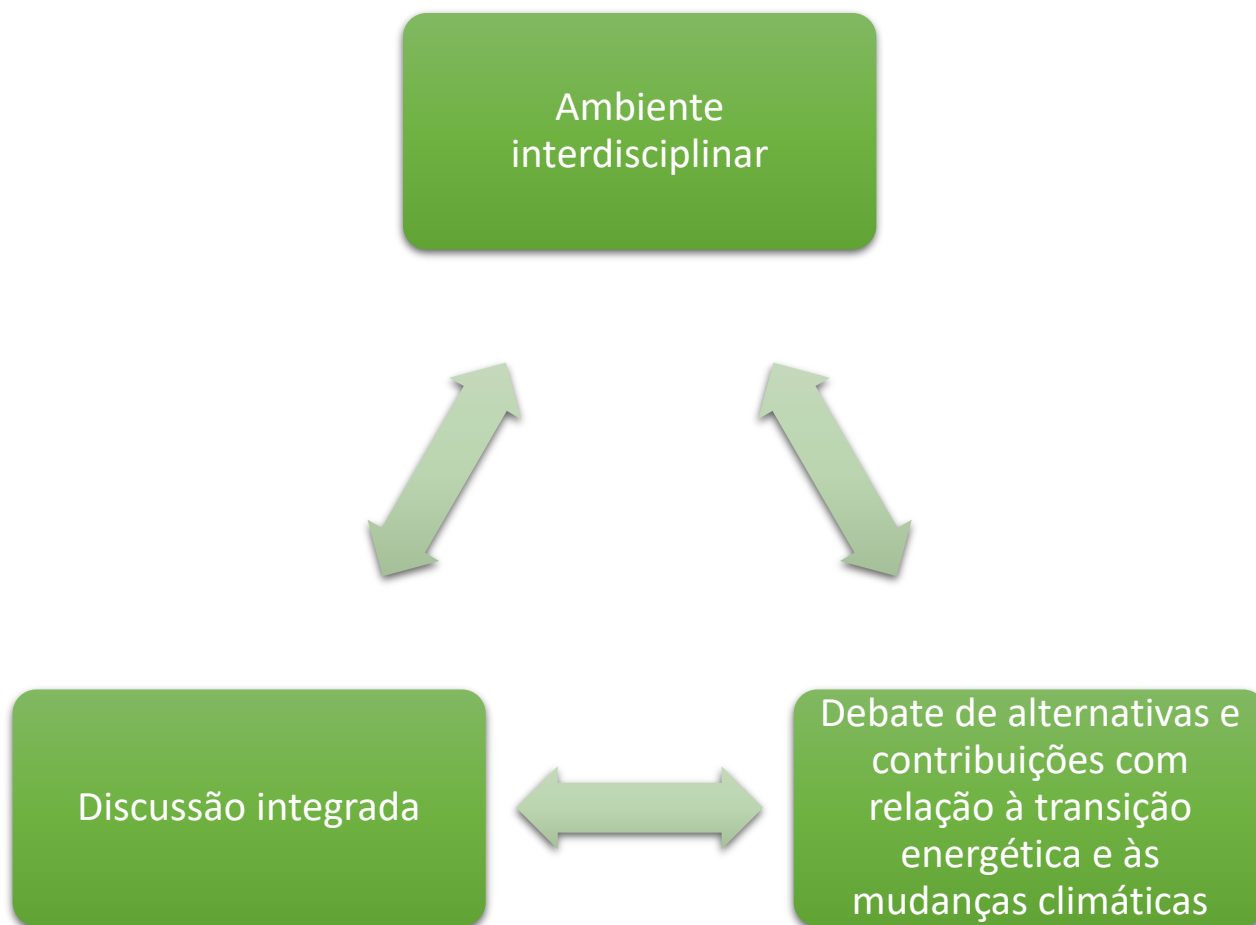 Ambiente
interdisciplinar
Discussão integrada
Debate de alternativas e
contribuições com
relação à transição
energética e às
mudanças climáticas